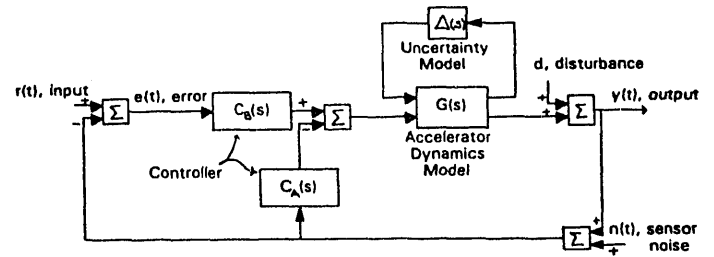 Δ(s)
Uncertainty
Model
d, disturbance
r(t), input
e(t), error
y(t), output
+
-
Σ
C_B(s)
+
-
Σ
G(s)
+
+
Σ
Accelerator
Dynamics
Model
Controller
C_A(s)
+
n(t), sensor
noise
Σ
+